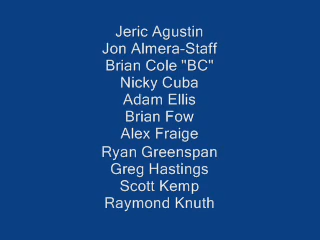 Jeric Agustin
Jon Almera-Staff
Brian Cole "BC"
Nicky Cuba
Adam Ellis
Brian Fow
Alex Fraige
Ryan Greenspan
Greg Hastings
Scott Kemp
Raymond Knuth